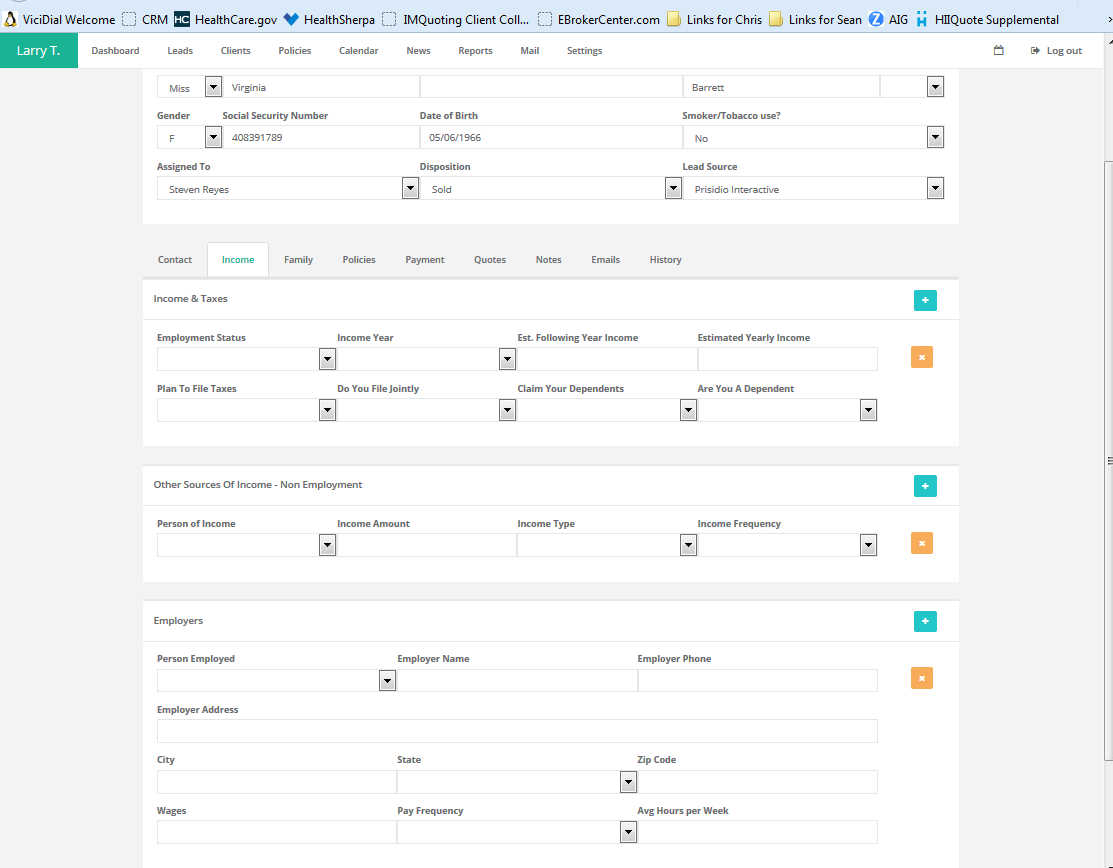 ViciDial Welcome CRM HC HealthCare.gov HealthSherpa IMQuoting Client Coll... EBrokerCenter.com Links for Chris Links for Sean Z AIG H HIIQuote Supplemental
Larry T. Dashboard Leads Clients Policies Calendar News Reports Mail Settings Log out
Miss Virginia Barrett
Gender Social Security Number Date of Birth Smoker/Tobacco use?
F 408391789 05/06/1966 No
Assigned To Disposition Lead Source
Steven Reyes Sold Prisidio Interactive
Contact Income Family Policies Payment Quotes Notes Emails History
Income & Taxes
Employment Status Income Year Est. Following Year Income Estimated Yearly Income
Plan To File Taxes Do You File Jointly Claim Your Dependents Are You A Dependent
Other Sources Of Income - Non Employment
Person of Income Income Amount Income Type Income Frequency
Employers
Person Employed Employer Name Employer Phone
Employer Address
City State Zip Code
Wages Pay Frequency Avg Hours per Week